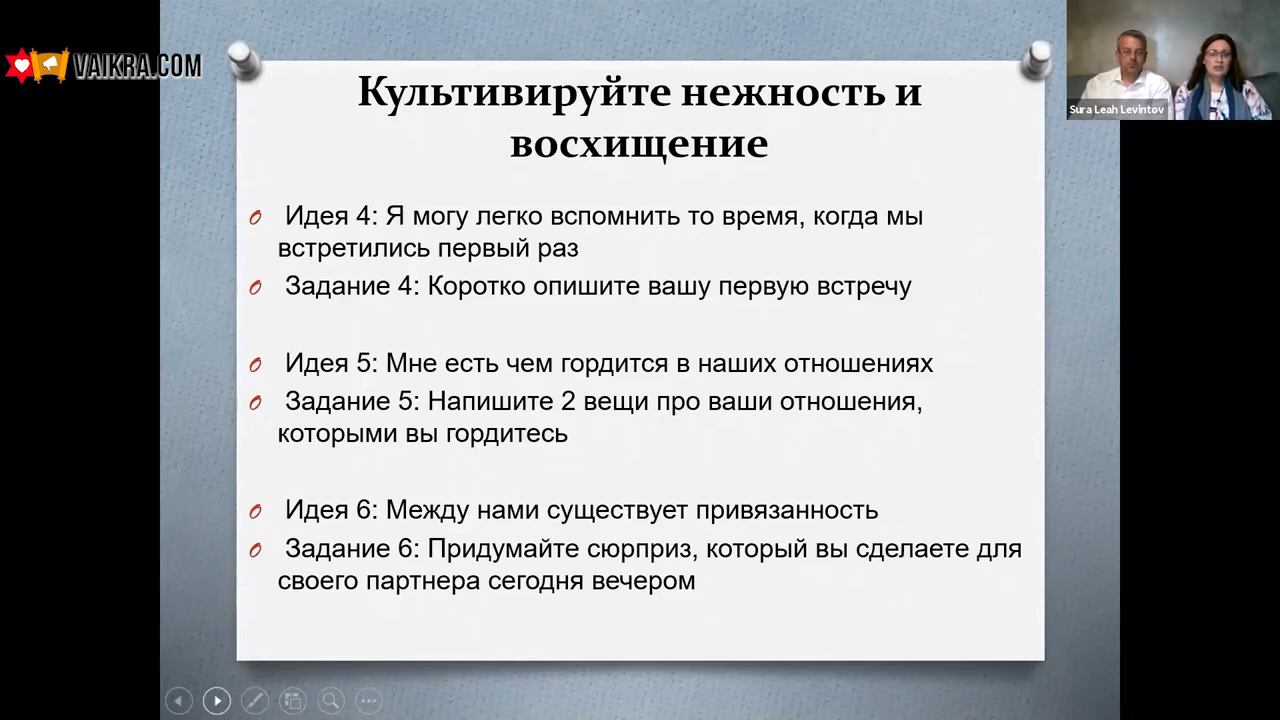 VAIKRA.COM
Sura Leah Levintov
Культивируйте нежность и
восхищение
Идея 4: Я могу легко вспомнить то время, когда мы
встретились первый раз
Задание 4: Коротко опишите вашу первую встречу
Идея 5: Мне есть чем гордится в наших отношениях
Задание 5: Напишите 2 вещи про ваши отношения,
которыми вы гордитесь
Идея 6: Между нами существует привязанность
Задание 6: Придумайте сюрприз, который вы сделаете для
своего партнера сегодня вечером